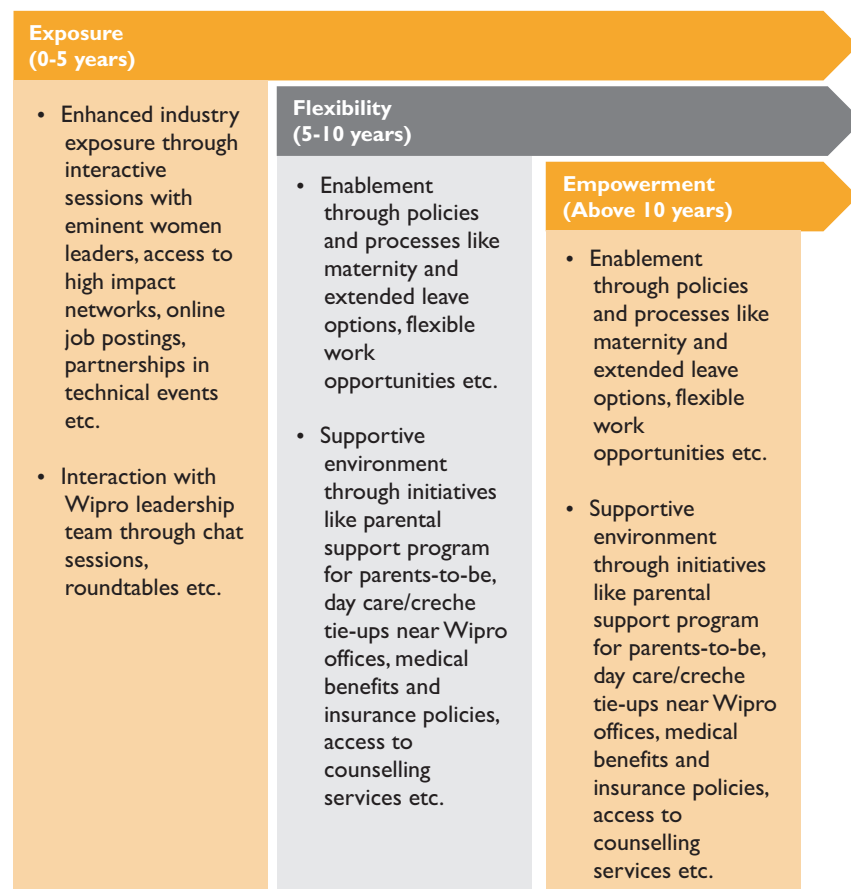 Exposure
(0-5 years)
• Enhanced industry
exposure through
interactive
sessions with
eminent women
leaders, access to
high impact
networks, online
job postings,
partnerships in
technical events
etc.
• Interaction with
Wipro leadership
team through chat
sessions,
roundtables etc.
Flexibility
(5-10 years)
• Enablement
through policies
and processes like
maternity and
extended leave
options, flexible
work
opportunities etc.
• Supportive
environment
through initiatives
like parental
support program
for parents-to-be,
day care/creche
tie-ups near Wipro
offices, medical
benefits and
insurance policies,
access to
counselling
services etc.
Empowerment
(Above 10 years)
• Enablement
through policies
and processes like
maternity and
extended leave
options, flexible
work
opportunities etc.
• Supportive
environment
through initiatives
like parental
support program
for parents-to-be,
day care/creche
tie-ups near Wipro
offices, medical
benefits and
insurance policies,
access to
counselling
services etc.